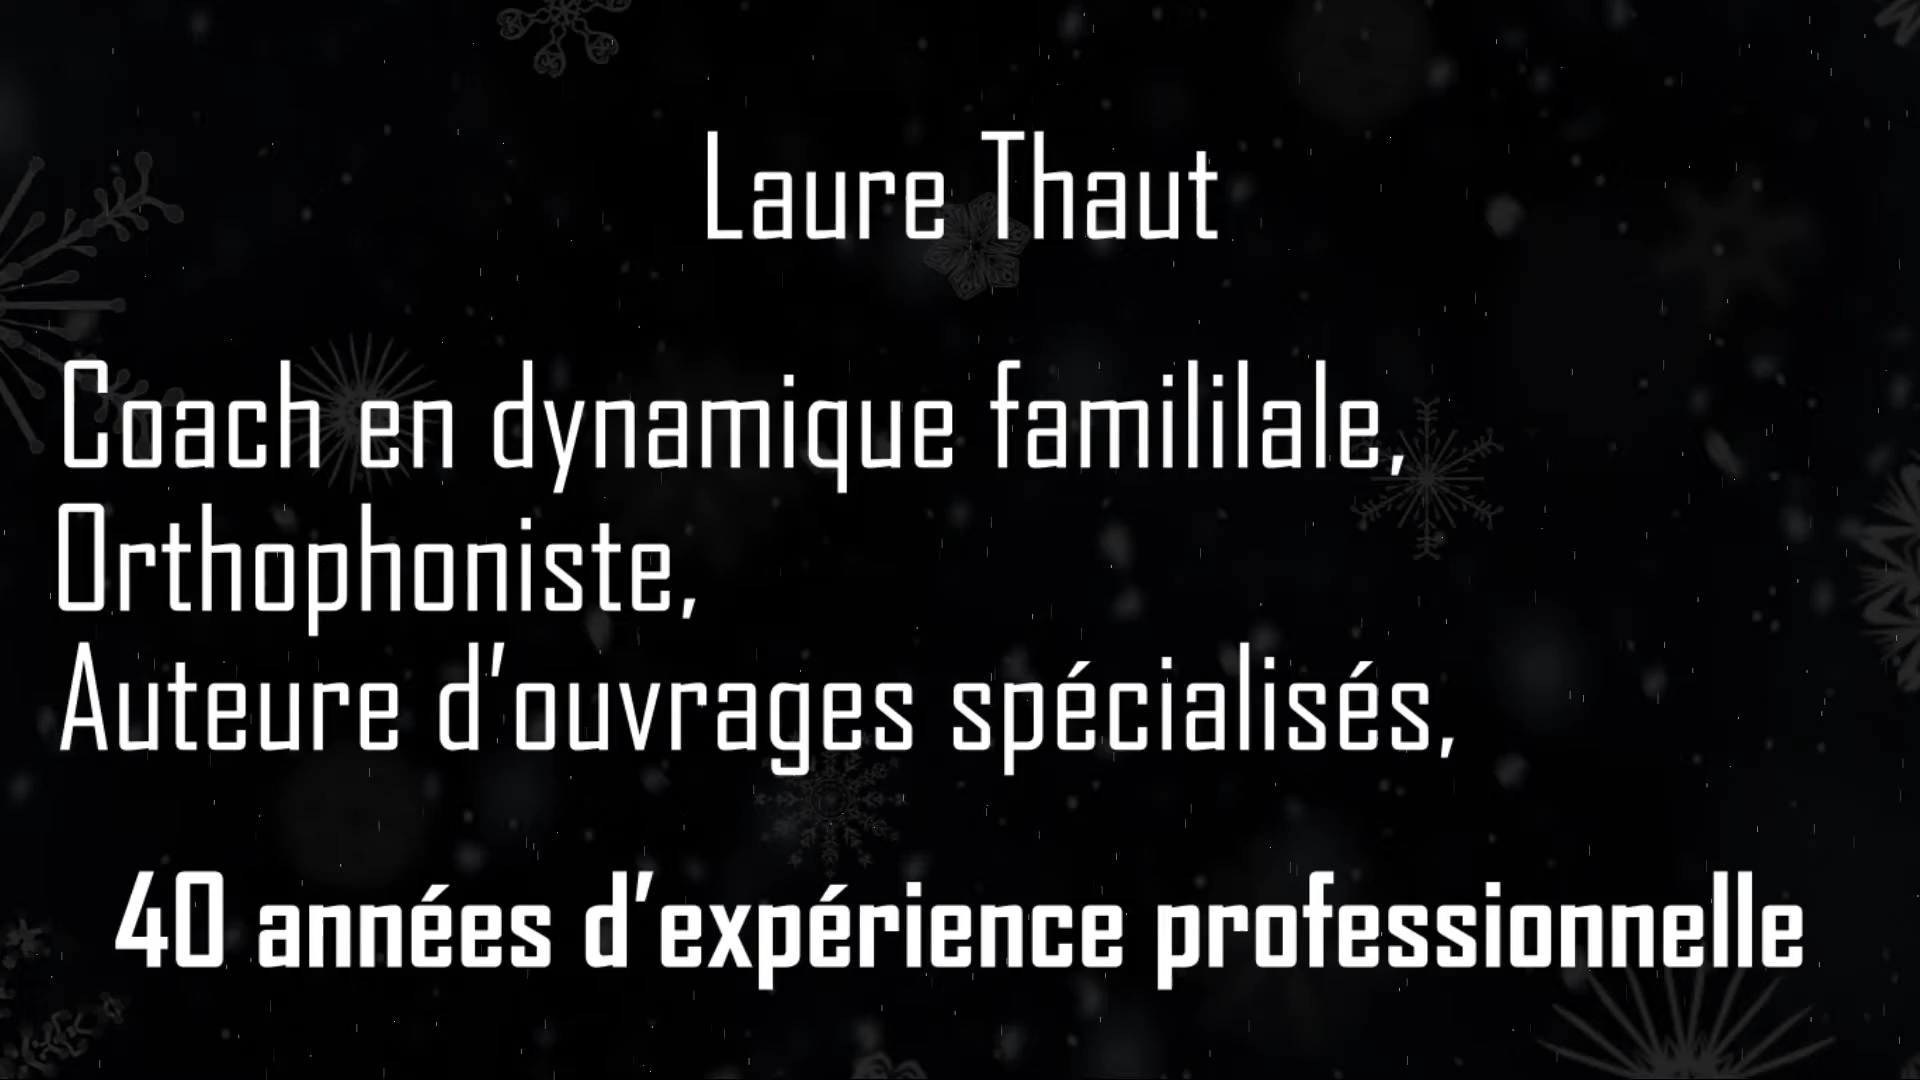 Laure Thaut
Coach en dynamique famililale,
Orthophoniste,
Auteure d’ouvrages spécialisés,
40 années d’expérience professionnelle